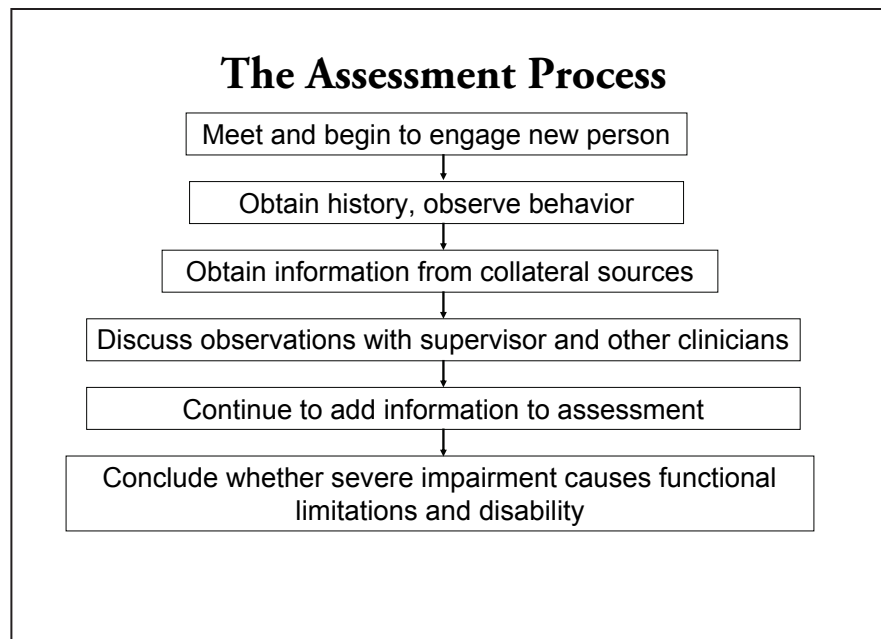 The Assessment Process
Meet and begin to engage new person
Obtain history, observe behavior
Obtain information from collateral sources
Discuss observations with supervisor and other clinicians
Continue to add information to assessment
Conclude whether severe impairment causes functional
limitations and disability